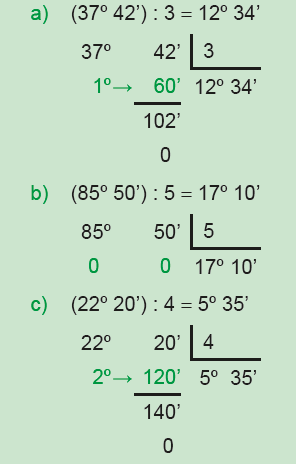 a) (37º 42’) : 3 = 12º 34’
37º 42’ 3
1º→ 60’ 12º 34’
102’
0
b) (85º 50’) : 5 = 17º 10’
85º 50’ 5
0 0 17º 10’
c) (22º 20’) : 4 = 5º 35’
22º 20’ 4
2º→ 120’ 5º 35’
140’
0